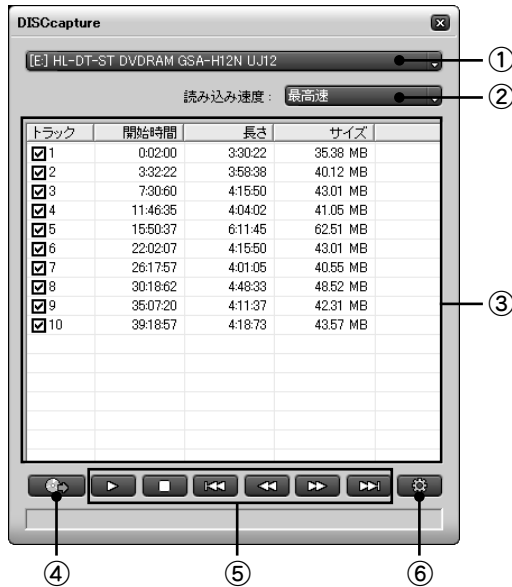 DISCcapture
[E:] HL-DT-ST DVDRAM GSA-H12N UJ12 ①
読み込み速度： 最高速 ②
トラック 開始時間 長さ サイズ
1 0:02:00 3:30:22 35.38 MB
2 3:32:22 3:58:38 40.12 MB
3 7:30:60 4:15:50 43.01 MB
4 11:46:35 4:04:02 41.05 MB
5 15:50:37 6:11:45 62.51 MB
6 22:02:07 4:15:50 43.01 MB
7 26:17:57 4:01:05 40.55 MB
8 30:18:62 4:48:33 48.52 MB
9 35:07:20 4:11:37 42.31 MB
10 39:18:57 4:18:73 43.57 MB
③
④ ⑤ ⑥